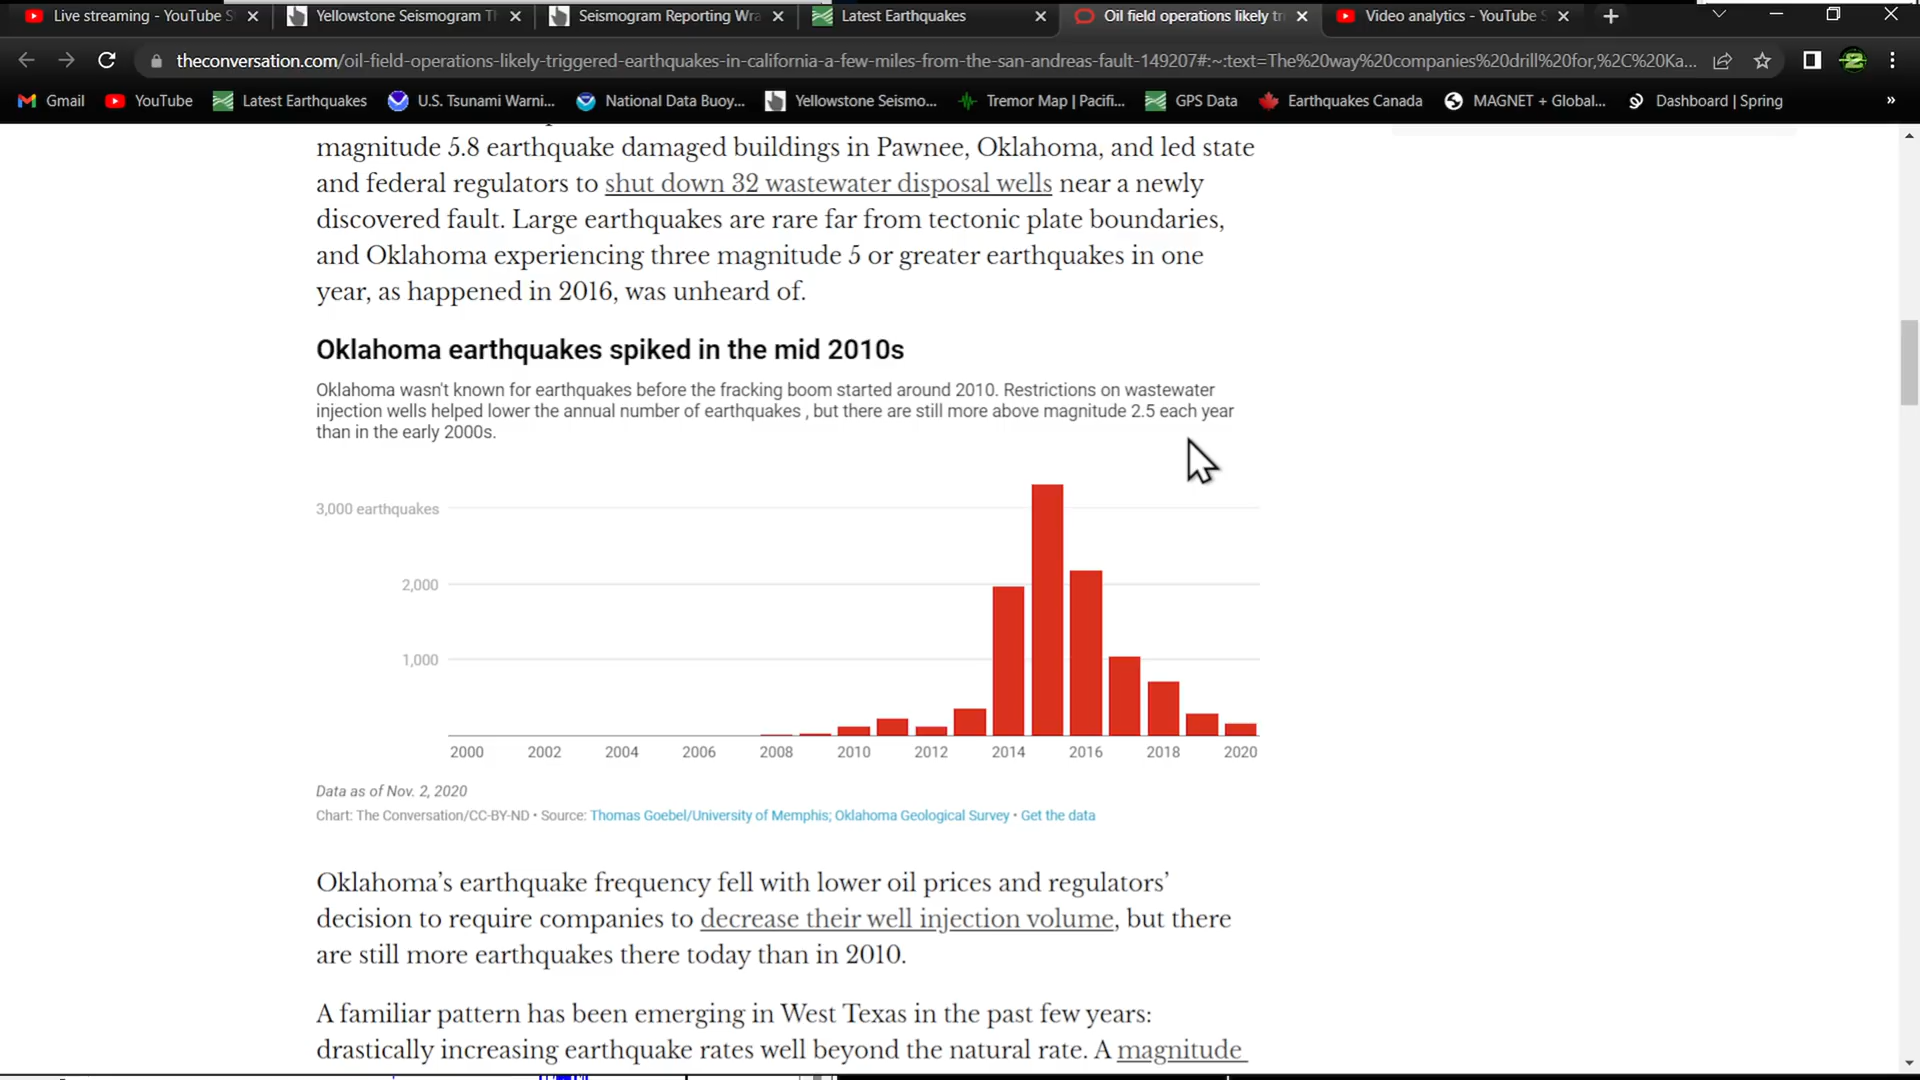 Live streaming - YouTube S
Yellowstone Seismogram Th
Seismogram Reporting Wra
Latest Earthquakes
Oil field operations likely tr
Video analytics - YouTube S
theconversation.com/oil-field-operations-likely-triggered-earthquakes-in-california-a-few-miles-from-the-san-andreas-fault-149207#:~:text=The%20way%20companies%20drill%20for,%2C%20Ka...
Gmail
YouTube
Latest Earthquakes
U.S. Tsunami Warni...
National Data Buoy...
Yellowstone Seismo...
Tremor Map | Pacifi...
GPS Data
Earthquakes Canada
MAGNET + Global...
Dashboard | Spring
»
magnitude 5.8 earthquake damaged buildings in Pawnee, Oklahoma, and led state
and federal regulators to shut down 32 wastewater disposal wells near a newly
discovered fault. Large earthquakes are rare far from tectonic plate boundaries,
and Oklahoma experiencing three magnitude 5 or greater earthquakes in one
year, as happened in 2016, was unheard of.
Oklahoma earthquakes spiked in the mid 2010s
Oklahoma wasn't known for earthquakes before the fracking boom started around 2010. Restrictions on wastewater
injection wells helped lower the annual number of earthquakes , but there are still more above magnitude 2.5 each year
than in the early 2000s.
3,000 earthquakes
2,000
1,000
2000 2002 2004 2006 2008 2010 2012 2014 2016 2018 2020
Data as of Nov. 2, 2020
Chart: The Conversation/CC-BY-ND • Source: Thomas Goebel/University of Memphis; Oklahoma Geological Survey • Get the data
Oklahoma’s earthquake frequency fell with lower oil prices and regulators’
decision to require companies to decrease their well injection volume, but there
are still more earthquakes there today than in 2010.
A familiar pattern has been emerging in West Texas in the past few years:
drastically increasing earthquake rates well beyond the natural rate. A magnitude